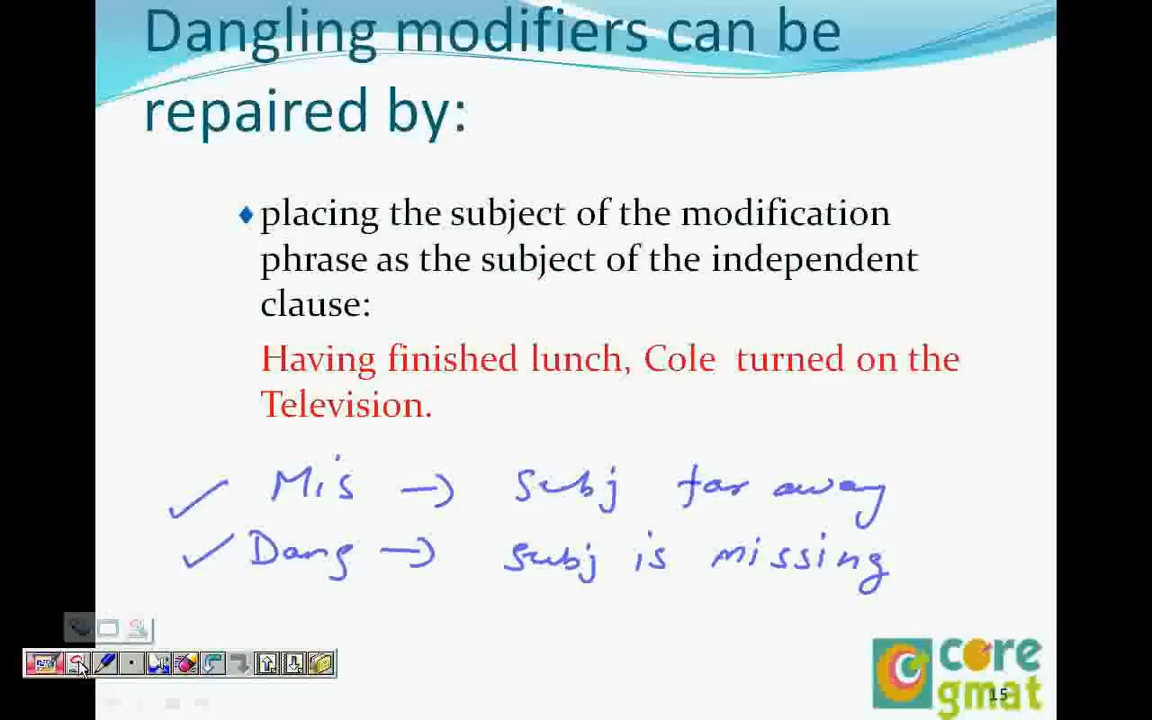 Dangling modifiers can be
repaired by:
placing the subject of the modification
phrase as the subject of the independent
clause:
Having finished lunch, Cole turned on the
Television.
Mis → Subj far away
Dang → Subj is missing
core
gmat
15